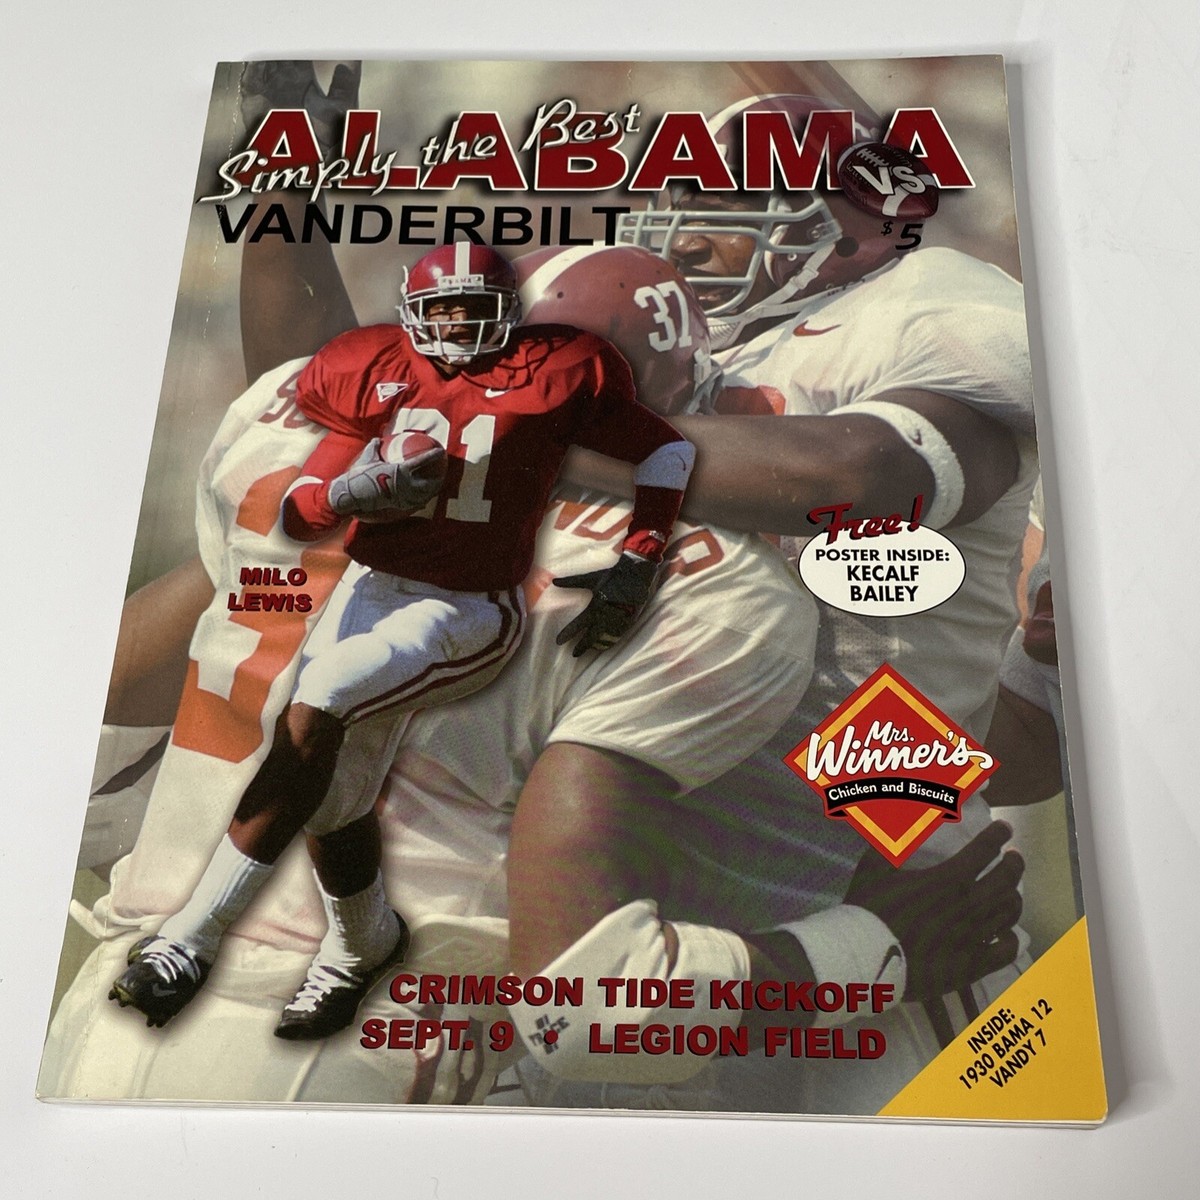 ALABAMA
Simply the Best
VS
VANDERBILT
$5
37
21
MILO
LEWIS
Free!
POSTER INSIDE:
KECALF
BAILEY
Mrs.
Winner's
Chicken and Biscuits
CRIMSON TIDE KICKOFF
SEPT. 9 • LEGION FIELD
INSIDE:
1930 BAMA 12
VANDY 7